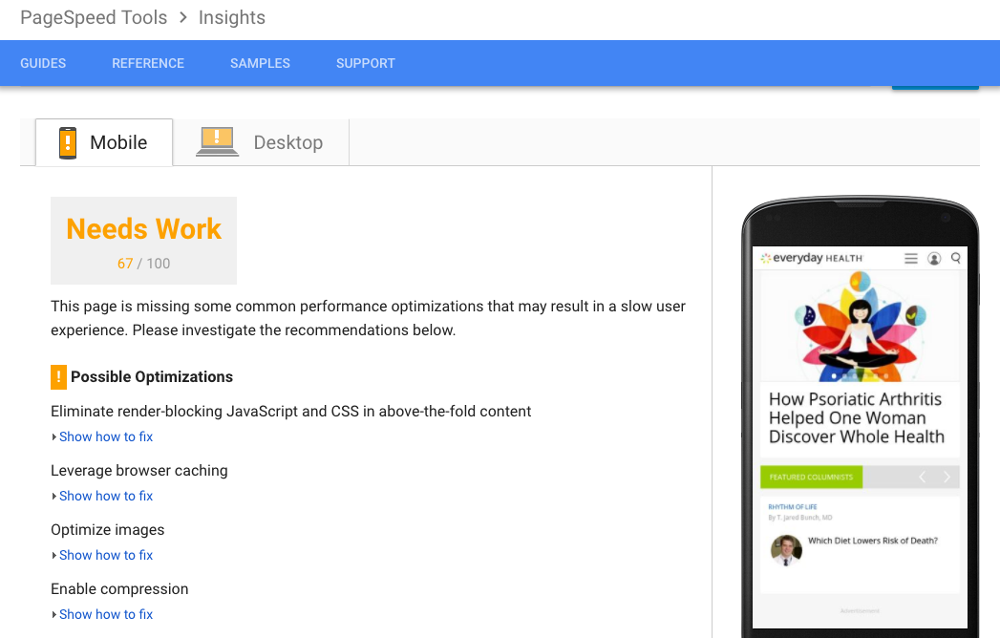 PageSpeed Tools > Insights
GUIDES REFERENCE SAMPLES SUPPORT
! Mobile ! Desktop
Needs Work
67 / 100
This page is missing some common performance optimizations that may result in a slow user
experience. Please investigate the recommendations below.
! Possible Optimizations
Eliminate render-blocking JavaScript and CSS in above-the-fold content
Show how to fix
Leverage browser caching
Show how to fix
Optimize images
Show how to fix
Enable compression
Show how to fix
everyday HEALTH
How Psoriatic Arthritis
Helped One Woman
Discover Whole Health
FEATURED COLUMNISTS
RHYTHM OF LIFE
By T. Jared Bunch, MD
Which Diet Lowers Risk of Death?
Advertisement